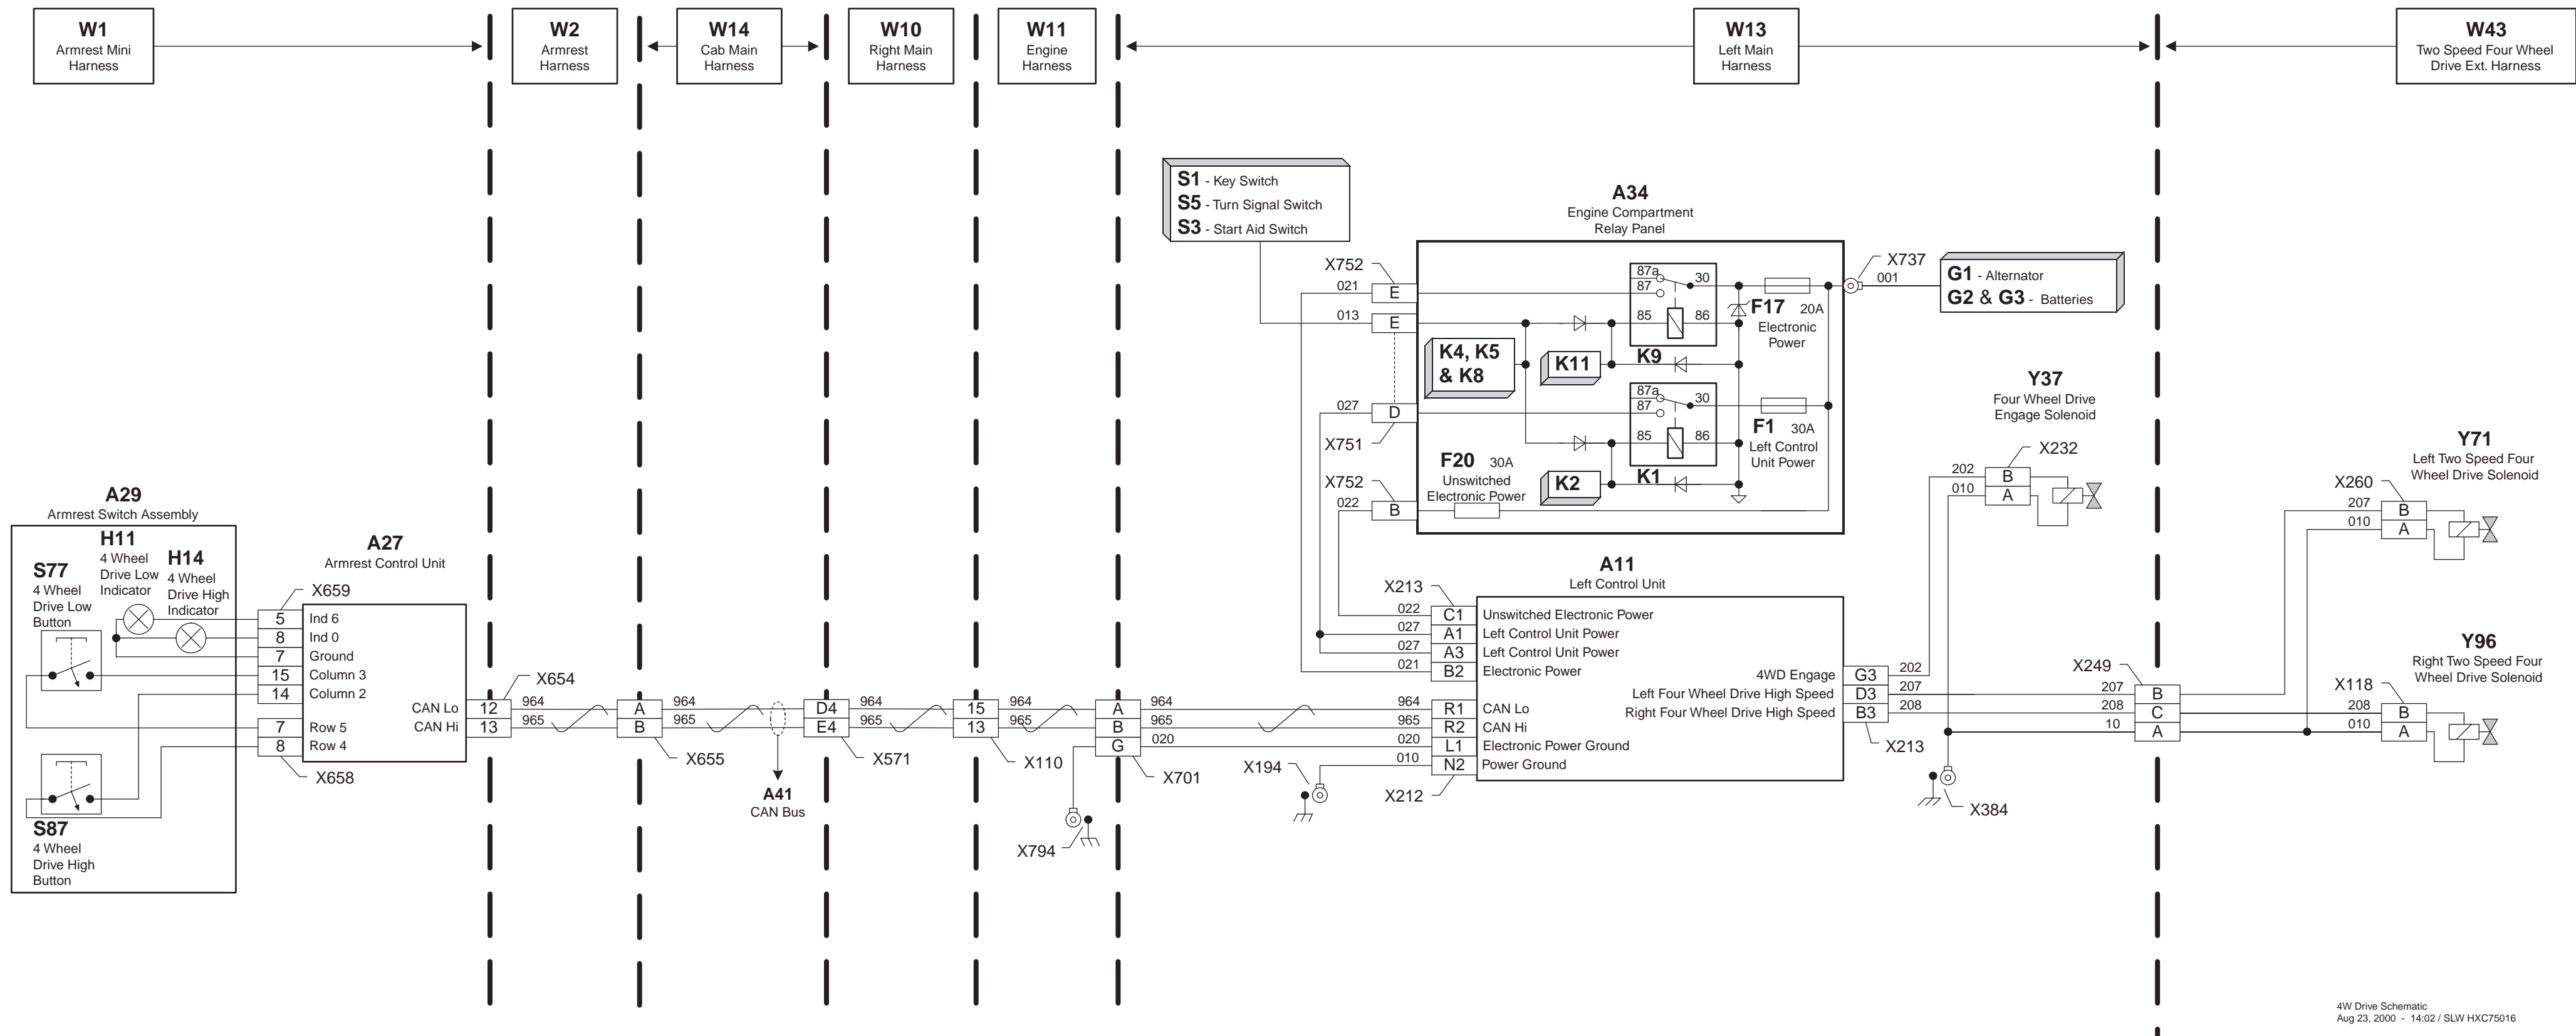 W1
Armrest Mini
Harness
W2
Armrest
Harness
W14
Cab Main
Harness
W10
Right Main
Harness
W11
Engine
Harness
W13
Left Main
Harness
W43
Two Speed Four Wheel
Drive Ext. Harness
S1 - Key Switch
S5 - Turn Signal Switch
S3 - Start Aid Switch
A34
Engine Compartment
Relay Panel
X752
021
E
013
E
027
D
X751
X752
022
B
87a
87
30
85
86
K9
F17 20A
Electronic
Power
K4, K5
& K8
K11
87a
87
30
85
86
K1
F1 30A
Left Control
Unit Power
F20 30A
Unswitched
Electronic Power
K2
X737
001
G1 - Alternator
G2 & G3 - Batteries
Y37
Four Wheel Drive
Engage Solenoid
X232
202
B
010
A
Y71
Left Two Speed Four
Wheel Drive Solenoid
X260
207
B
010
A
Y96
Right Two Speed Four
Wheel Drive Solenoid
X118
208
B
010
A
A29
Armrest Switch Assembly
H11
4 Wheel
Drive Low
Indicator
H14
4 Wheel
Drive High
Indicator
S77
4 Wheel
Drive Low
Button
S87
4 Wheel
Drive High
Button
A27
Armrest Control Unit
X659
5 Ind 6
8 Ind 0
7 Ground
15 Column 3
14 Column 2
7 Row 5
8 Row 4
X658
CAN Lo 12 964
CAN Hi 13 965
X654
A 964
B 965
X655
A41
CAN Bus
D4 964
E4 965
X571
15 964
13 965
X110
A 964
B 965
G 020
X701
X794
X194
A11
Left Control Unit
X213
022 C1 Unswitched Electronic Power
027 A1 Left Control Unit Power
027 A3 Left Control Unit Power
021 B2 Electronic Power
964 R1 CAN Lo
965 R2 CAN Hi
020 L1 Electronic Power Ground
010 N2 Power Ground
X212
4WD Engage G3 202
Left Four Wheel Drive High Speed D3 207
Right Four Wheel Drive High Speed B3 208
X213
X384
X249
207 B
208 C
10 A
4W Drive Schematic
Aug 23, 2000 - 14:02 / SLW HXC75016